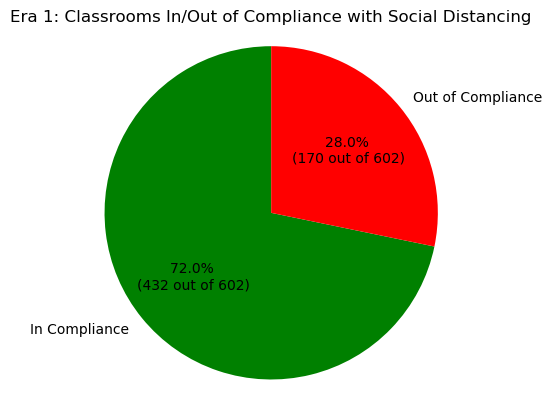 Era 1: Classrooms In/Out of Compliance with Social Distancing
Out of Compliance
28.0%
(170 out of 602)
72.0%
(432 out of 602)
In Compliance